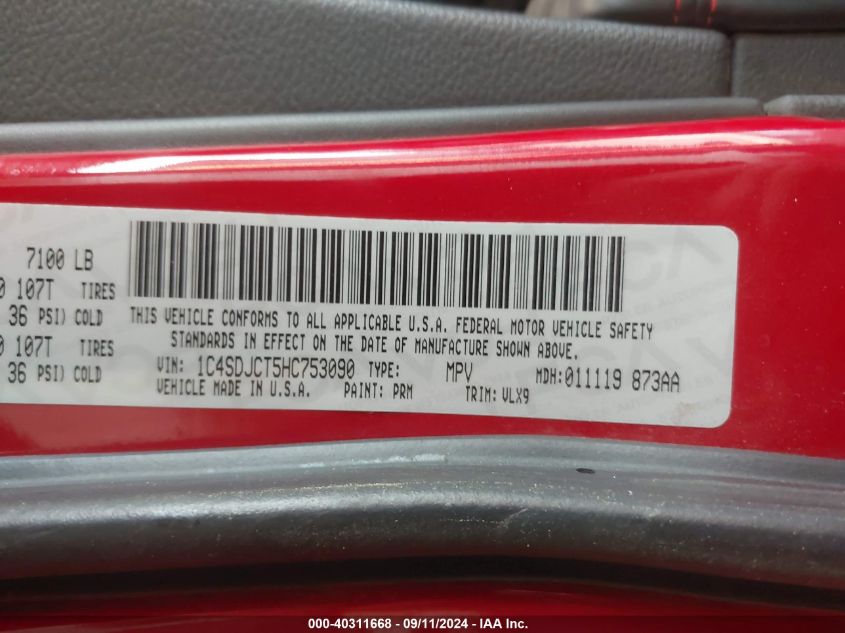 7100 LB
0 107T TIRES
36 PSI) COLD
0 107T TIRES
36 PSI) COLD
THIS VEHICLE CONFORMS TO ALL APPLICABLE U.S.A. FEDERAL MOTOR VEHICLE SAFETY
STANDARDS IN EFFECT ON THE DATE OF MANUFACTURE SHOWN ABOVE.
VIN: 1C4SDJCT5HC753090 TYPE: MPV MDH:011119 873AA
VEHICLE MADE IN U.S.A. PAINT: PRM TRIM: VLX9
000-40311668 - 09/11/2024 - IAA Inc.